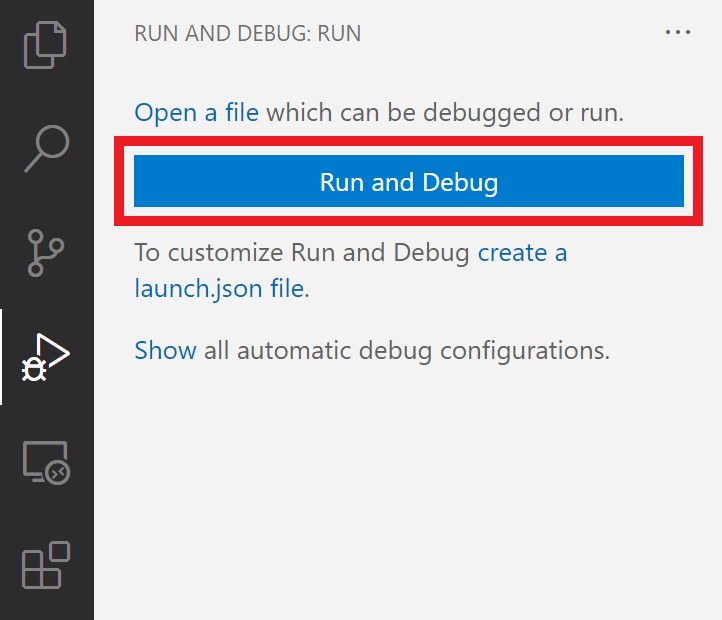 RUN AND DEBUG: RUN
Open a file which can be debugged or run.
Run and Debug
To customize Run and Debug create a
launch.json file.
Show all automatic debug configurations.